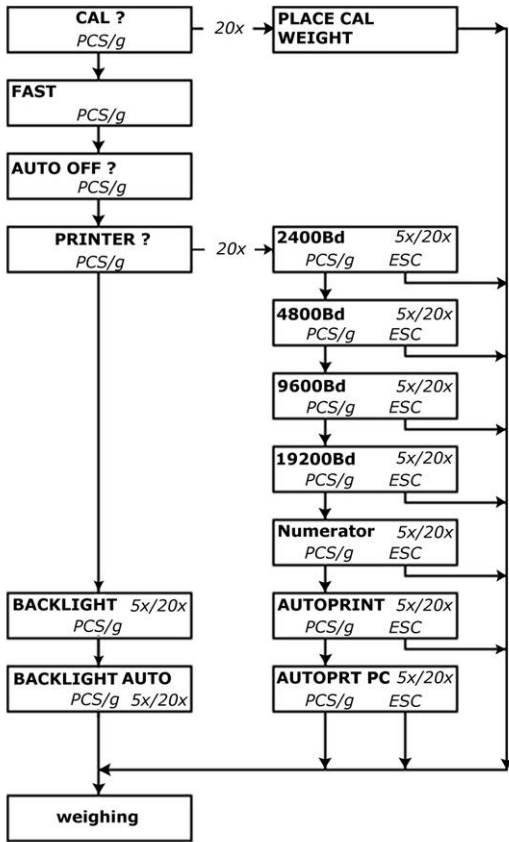 CAL ?
PCS/g
20x
PLACE CAL
WEIGHT
FAST
PCS/g
AUTO OFF ?
PCS/g
PRINTER ?
PCS/g
20x
2400Bd 5x/20x
PCS/g ESC
4800Bd 5x/20x
PCS/g ESC
9600Bd 5x/20x
PCS/g ESC
19200Bd 5x/20x
PCS/g ESC
Numerator 5x/20x
PCS/g ESC
AUTOPRINT 5x/20x
PCS/g ESC
AUTOPRT PC 5x/20x
PCS/g ESC
BACKLIGHT 5x/20x
PCS/g
BACKLIGHT AUTO
PCS/g 5x/20x
weighing